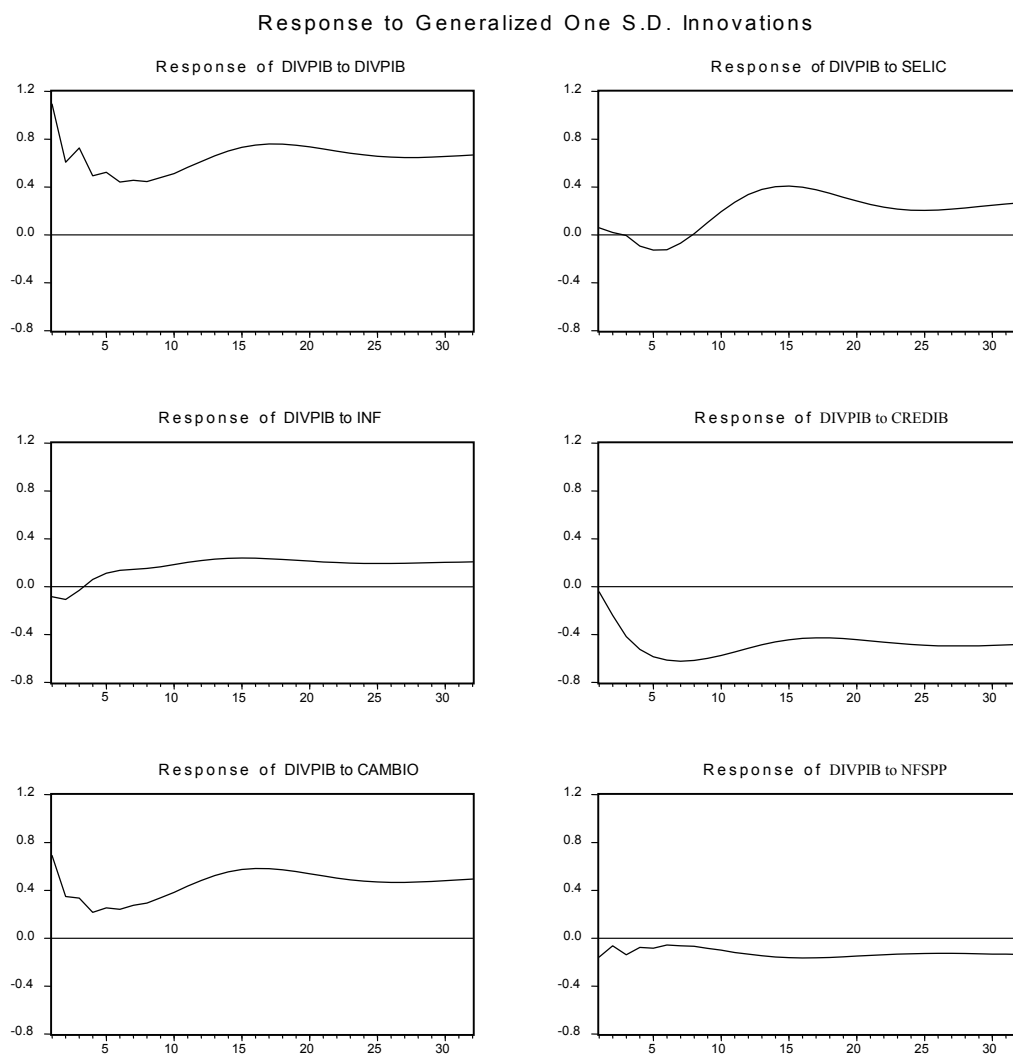 Response to Generalized One S.D. Innovations
Response of DIVPIB to DIVPIB
1.2
0.8
0.4
0.0
-0.4
-0.8
5 10 15 20 25 30
Response of DIVPIB to SELIC
1.2
0.8
0.4
0.0
-0.4
-0.8
5 10 15 20 25 30
Response of DIVPIB to INF
1.2
0.8
0.4
0.0
-0.4
-0.8
5 10 15 20 25 30
Response of DIVPIB to CREDIB
1.2
0.8
0.4
0.0
-0.4
-0.8
5 10 15 20 25 30
Response of DIVPIB to CAMBIO
1.2
0.8
0.4
0.0
-0.4
-0.8
5 10 15 20 25 30
Response of DIVPIB to NFSPP
1.2
0.8
0.4
0.0
-0.4
-0.8
5 10 15 20 25 30